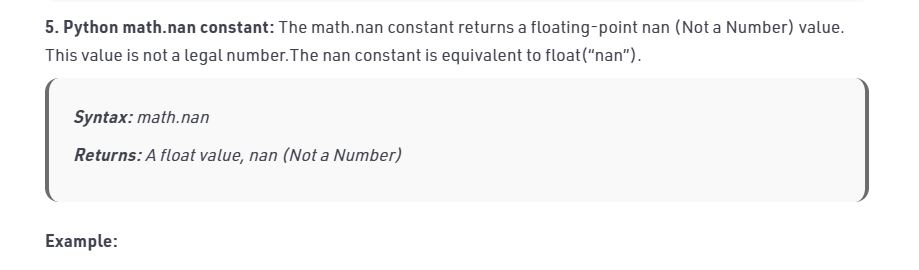 5. Python math.nan constant: The math.nan constant returns a floating-point nan (Not a Number) value.
This value is not a legal number.The nan constant is equivalent to float(“nan”).
Syntax: math.nan
Returns: A float value, nan (Not a Number)
Example: